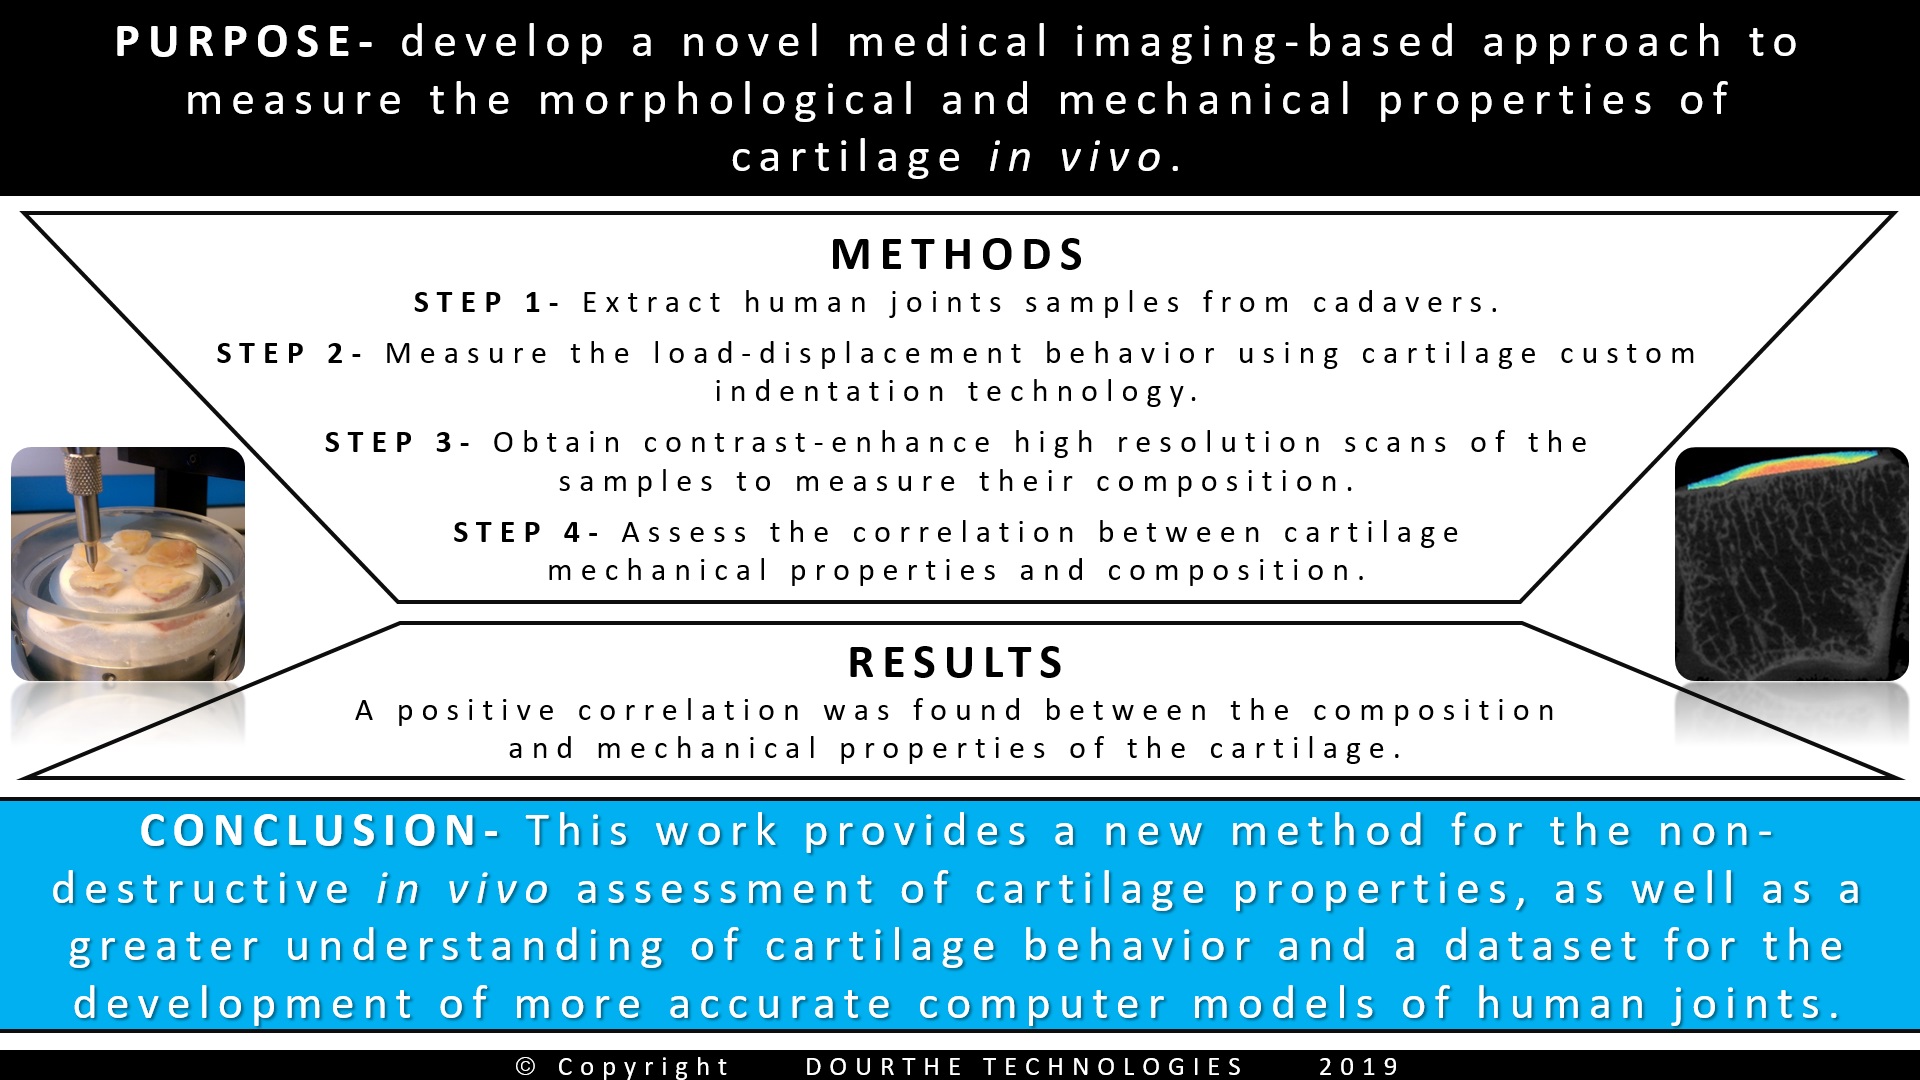 PURPOSE- develop a novel medical imaging-based approach to
measure the morphological and mechanical properties of
cartilage in vivo.
METHODS
STEP 1- Extract human joints samples from cadavers.
STEP 2- Measure the load-displacement behavior using cartilage custom
indentation technology.
STEP 3- Obtain contrast-enhance high resolution scans of the
samples to measure their composition.
STEP 4- Assess the correlation between cartilage
mechanical properties and composition.
RESULTS
A positive correlation was found between the composition
and mechanical properties of the cartilage.
CONCLUSION- This work provides a new method for the non-
destructive in vivo assessment of cartilage properties, as well as a
greater understanding of cartilage behavior and a dataset for the
development of more accurate computer models of human joints.
© Copyright DOURTHE TECHNOLOGIES 2019